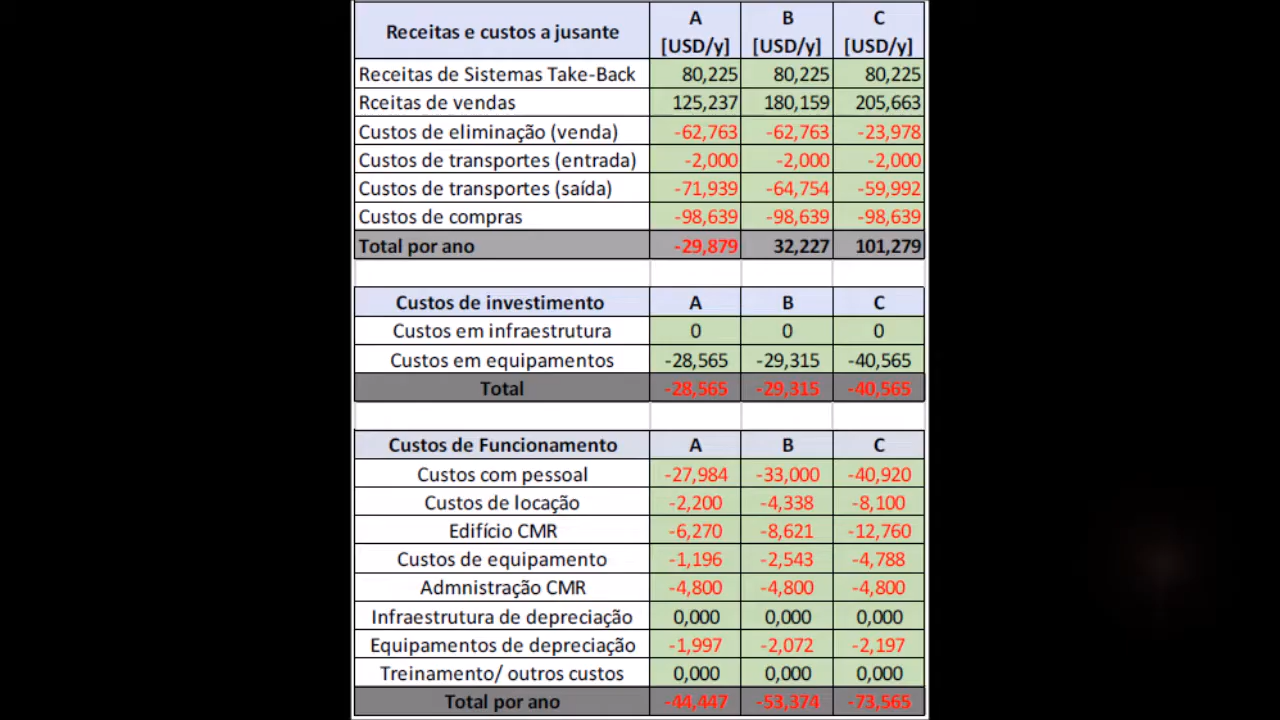 Receitas e custos a jusante A B C
[USD/y] [USD/y] [USD/y]
Receitas de Sistemas Take-Back 80,225 80,225 80,225
Rceitas de vendas 125,237 180,159 205,663
Custos de eliminação (venda) -62,763 -62,763 -23,978
Custos de transportes (entrada) -2,000 -2,000 -2,000
Custos de transportes (saída) -71,939 -64,754 -59,992
Custos de compras -98,639 -98,639 -98,639
Total por ano -29,879 32,227 101,279
Custos de investimento A B C
Custos em infraestrutura 0 0 0
Custos em equipamentos -28,565 -29,315 -40,565
Total -28,565 -29,315 -40,565
Custos de Funcionamento A B C
Custos com pessoal -27,984 -33,000 -40,920
Custos de locação -2,200 -4,338 -8,100
Edifício CMR -6,270 -8,621 -12,760
Custos de equipamento -1,196 -2,543 -4,788
Admnistração CMR -4,800 -4,800 -4,800
Infraestrutura de depreciação 0,000 0,000 0,000
Equipamentos de depreciação -1,997 -2,072 -2,197
Treinamento/ outros custos 0,000 0,000 0,000
Total por ano -44,447 -53,374 -73,565